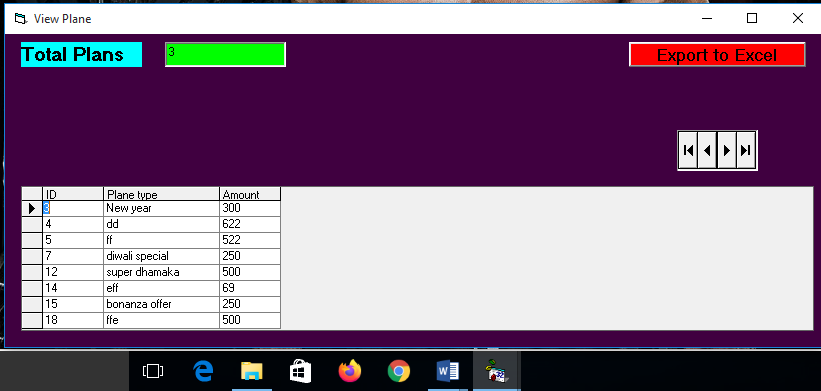 View Plane
Total Plans 3 Export to Excel
ID Plane type Amount
3 New year 300
4 dd 622
5 ff 522
7 diwali special 250
12 super dhamaka 500
14 eff 69
15 bonanza offer 250
18 ffe 500